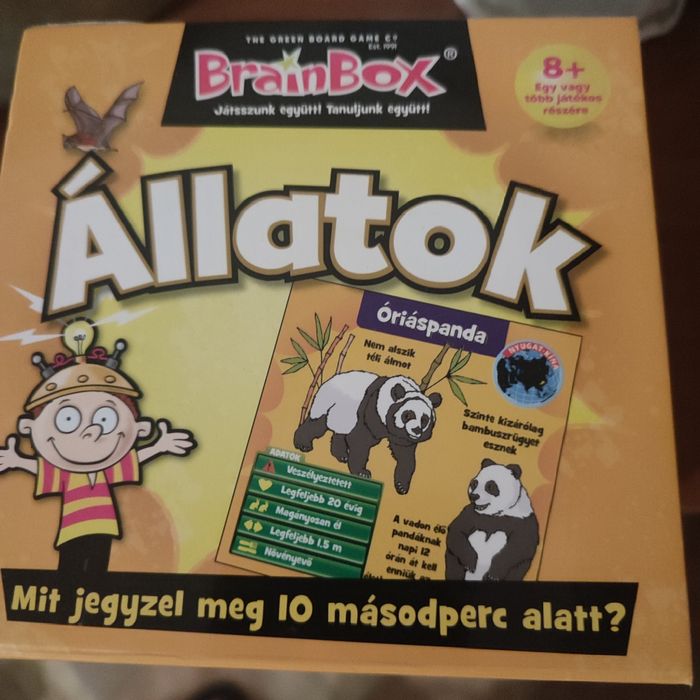 THE GREEN BOARD GAME Co
Est. 1991
BrainBox®
Játsszunk együtt! Tanuljunk együtt!
8+
Egy vagy
több játékos
részére
Állatok
Óriáspanda
Nem alszik
téli álmot
NYUGAT-KÍNA
Szinte kizárólag
bambuszrügyet
esznek
ADATOK
Veszélyeztetett
Legfeljebb 20 évig
Magányosan él
Legfeljebb 1,5 m
Növényevő
A vadon élő
pandáknak
napi 12
órán át kell
enniük
Mit jegyzel meg 10 másodperc alatt?